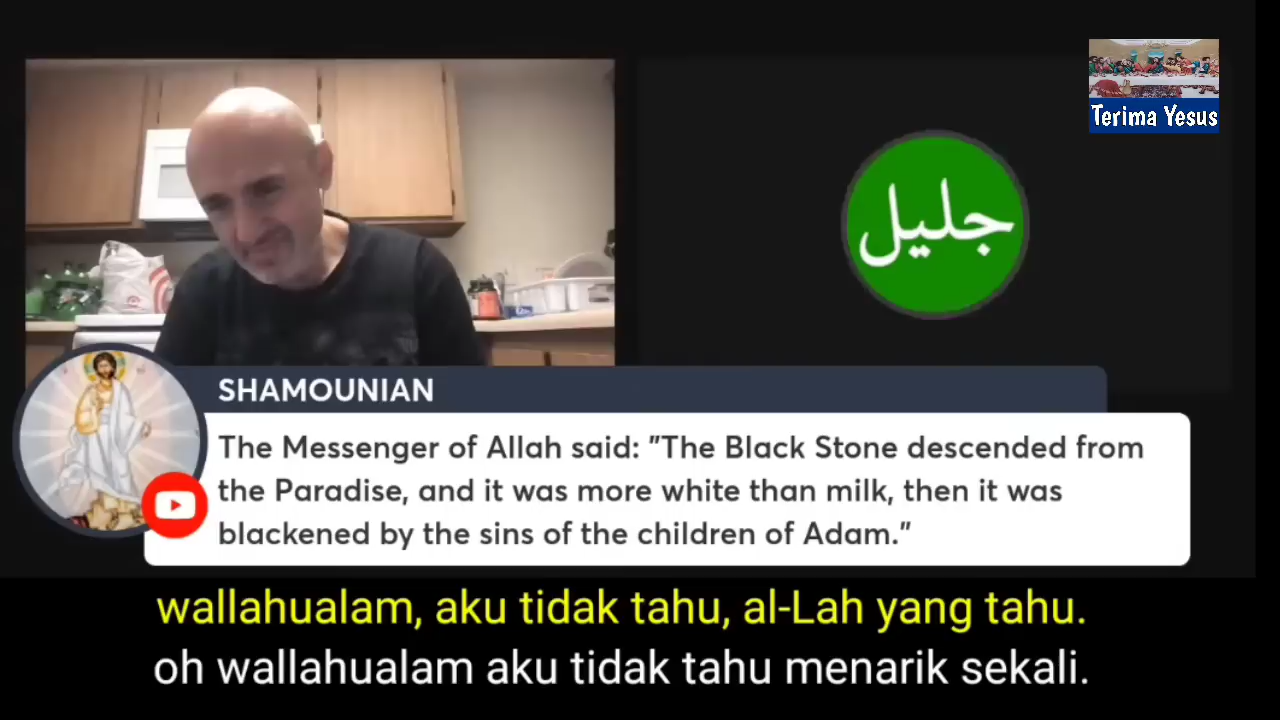 Terima Yesus
جليل
SHAMOUNIAN
The Messenger of Allah said: "The Black Stone descended from
the Paradise, and it was more white than milk, then it was
blackened by the sins of the children of Adam."
wallahualam, aku tidak tahu, al-Lah yang tahu.
oh wallahualam aku tidak tahu menarik sekali.